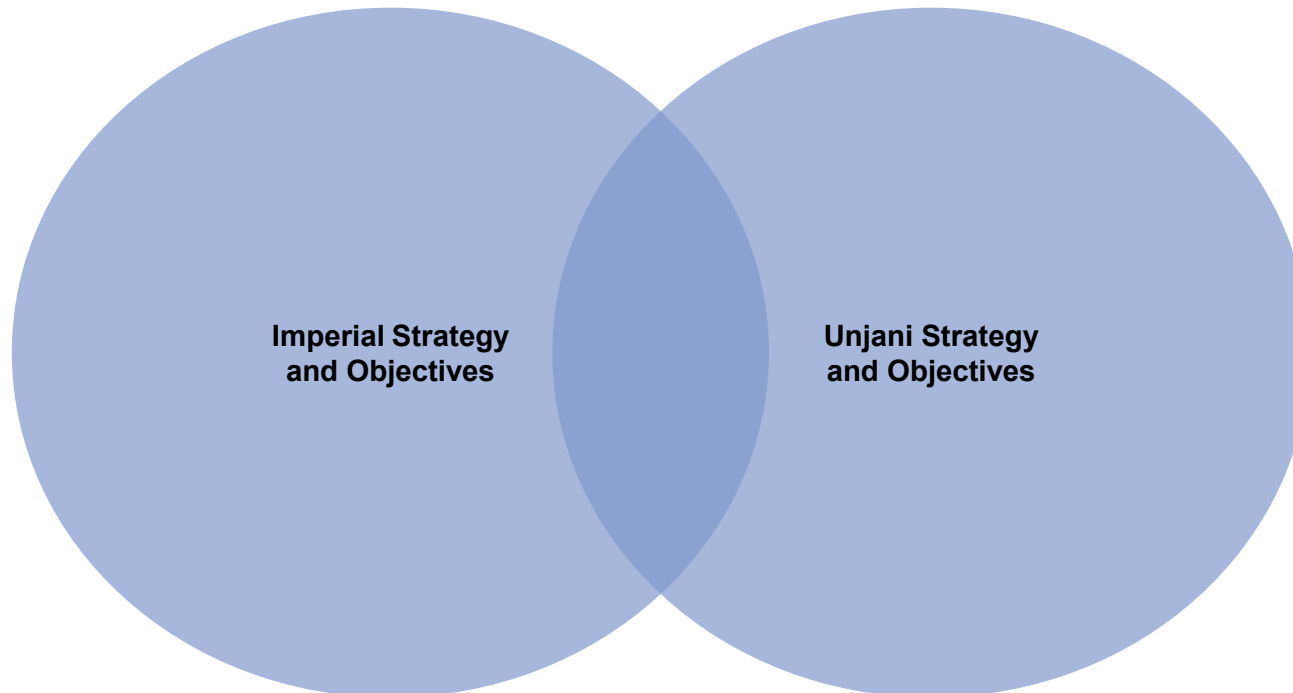 Imperial Strategy
and Objectives
Unjani Strategy
and Objectives